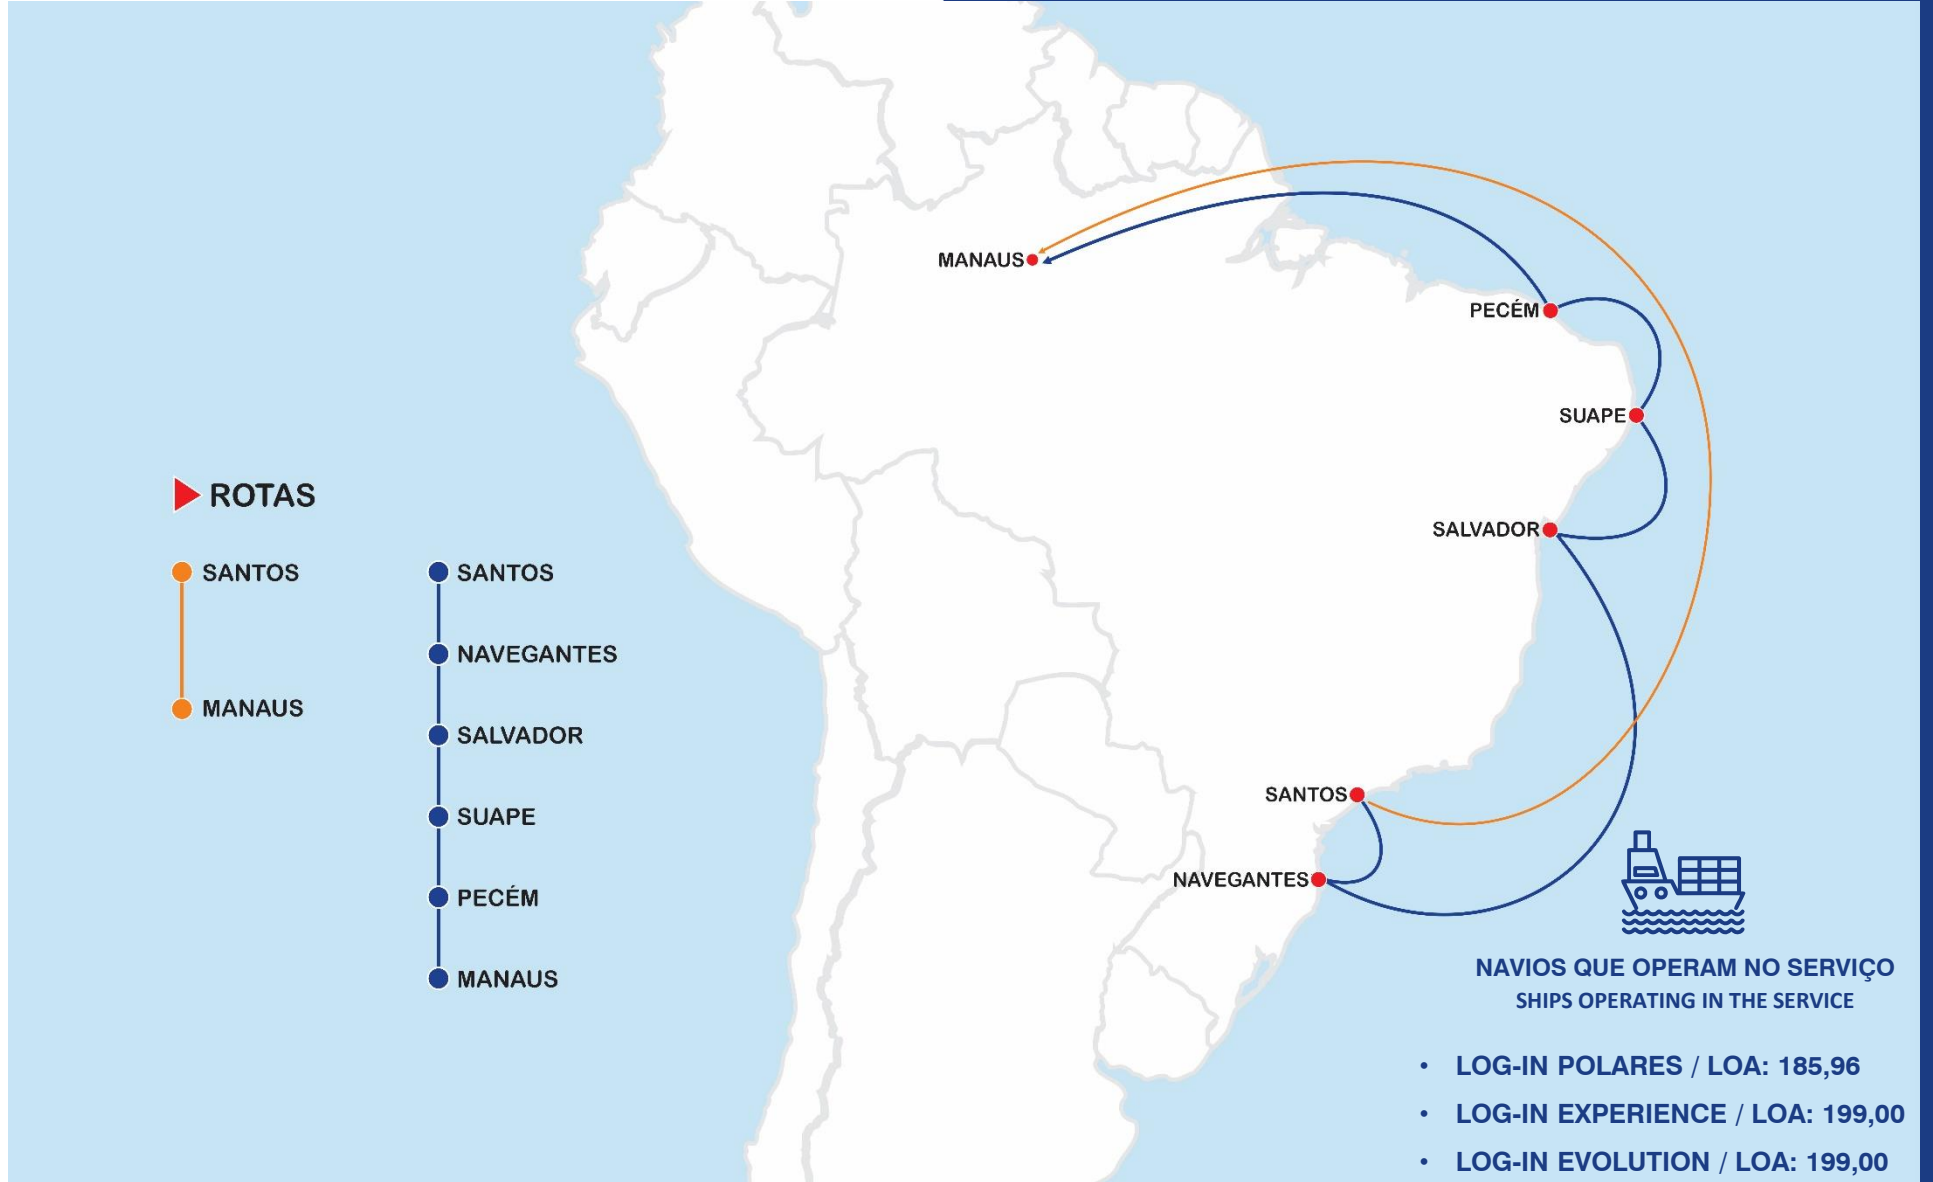 MANAUS
PECÉM
SUAPE
SALVADOR
SANTOS
NAVEGANTES
ROTAS
SANTOS
MANAUS
SANTOS
NAVEGANTES
SALVADOR
SUAPE
PECÉM
MANAUS
NAVIOS QUE OPERAM NO SERVIÇO
SHIPS OPERATING IN THE SERVICE
• LOG-IN POLARES / LOA: 185,96
• LOG-IN EXPERIENCE / LOA: 199,00
• LOG-IN EVOLUTION / LOA: 199,00